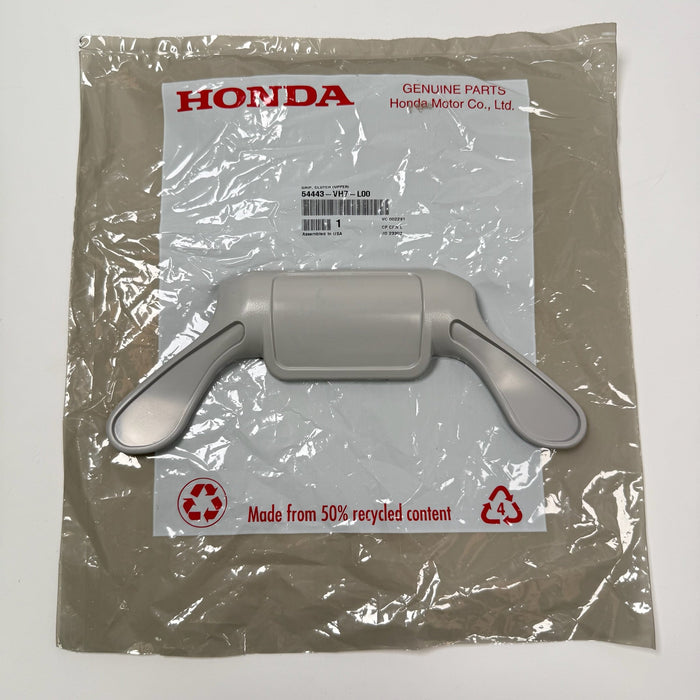 HONDA
GENUINE PARTS
Honda Motor Co., Ltd.
GRIP, CLUTCH (UPPER)
54443-VH7-L00
1
Assembled in USA
Made from 50% recycled content
4